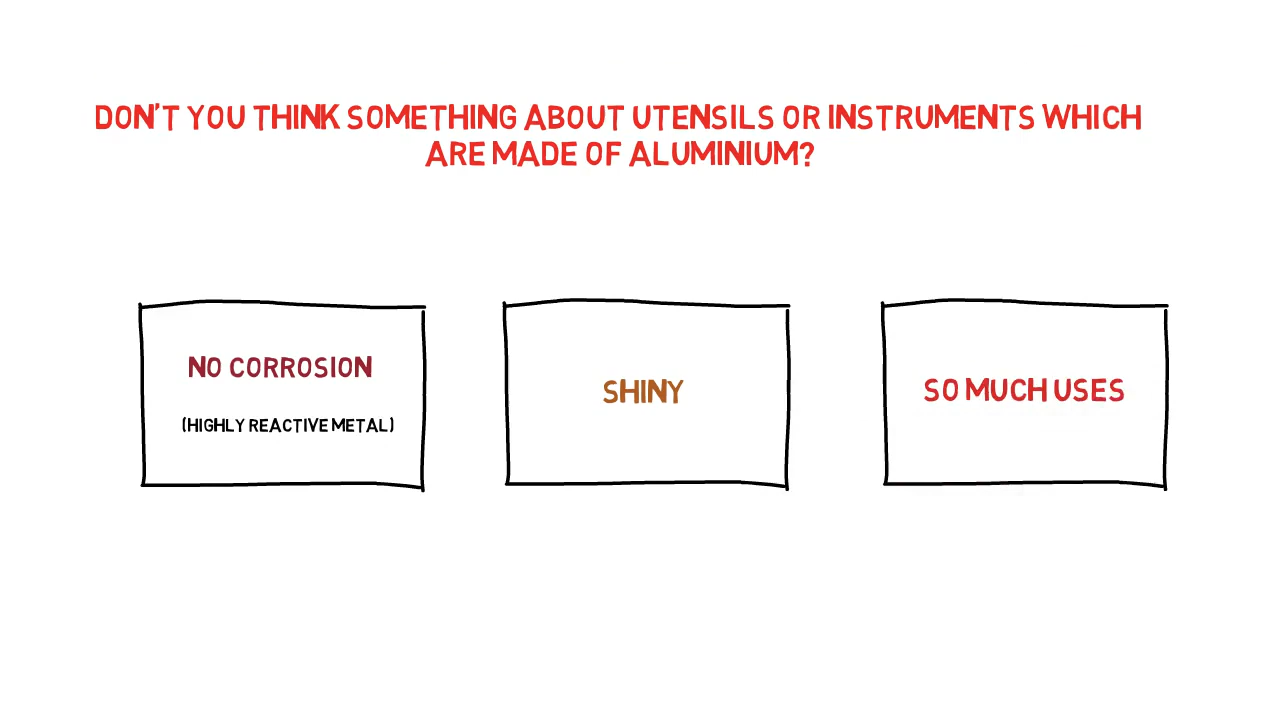 DON'T YOU THINK SOMETHING ABOUT UTENSILS OR INSTRUMENTS WHICH
ARE MADE OF ALUMINIUM?
NO CORROSION
(HIGHLY REACTIVE METAL)
SHINY
SO MUCH USES